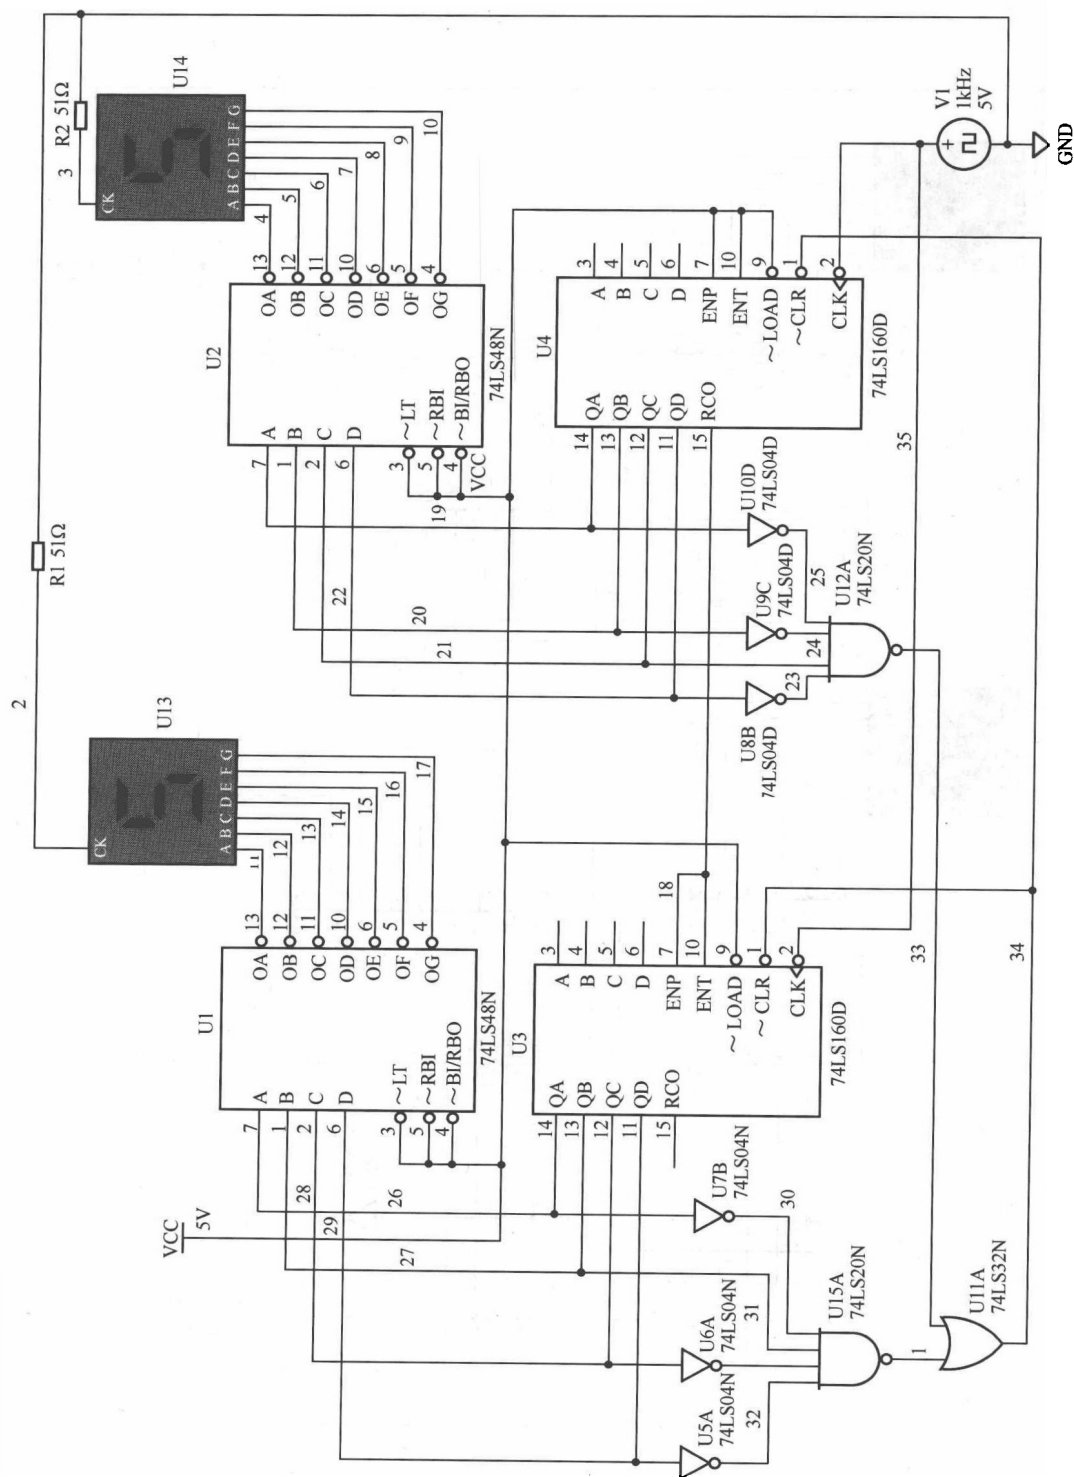 R2 51Ω
3
U14
CK
A B C D E F G
4
5
6
7
8
9
10
U2
13
12
11
10
6
5
4
OA
OB
OC
OD
OE
OF
OG
A
B
C
D
7
1
2
6
~LT
~RBI
~BI/RBO
3
5
4
VCC
19
74LS48N
22
20
21
R1 51Ω
2
U4
3
4
5
6
7
10
9
1
2
A
B
C
D
ENP
ENT
~LOAD
~CLR
CLK
QA
QB
QC
QD
RCO
14
13
12
11
15
74LS160D
V1
1kHz
5V
GND
35
U10D
74LS04D
U9C
74LS04D
U8B
74LS04D
25
24
23
U12A
74LS20N
U13
CK
A B C D E F G
11
12
13
14
15
16
17
U1
13
12
11
10
6
5
4
OA
OB
OC
OD
OE
OF
OG
A
B
C
D
7
1
2
6
~LT
~RBI
~BI/RBO
3
5
4
74LS48N
VCC
5V
28
26
29
27
U3
3
4
5
6
7
10
9
1
2
18
A
B
C
D
ENP
ENT
~LOAD
~CLR
CLK
QA
QB
QC
QD
RCO
14
13
12
11
15
74LS160D
33
34
U7B
74LS04N
30
U6A
74LS04N
31
U5A
74LS04N
32
U15A
74LS20N
1
U11A
74LS32N